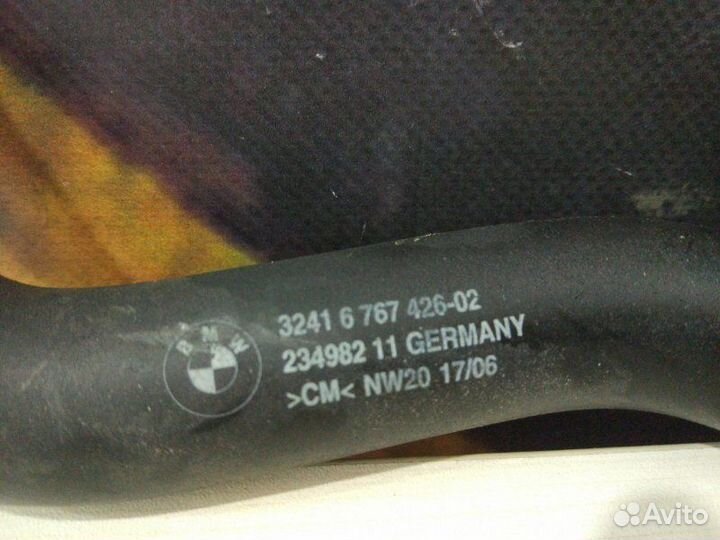 BMW
3241 6 767 426-02
234982 11 GERMANY
>CM< NW20 17/06
Avito